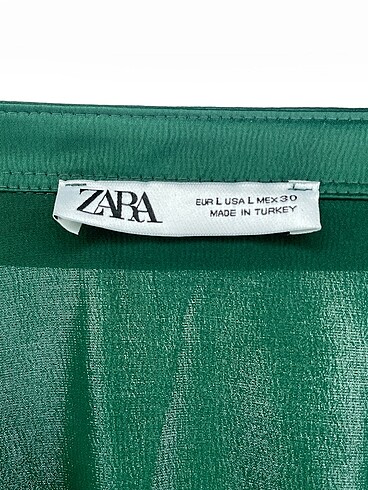 ZARA
EUR L USA L MEX 30
MADE IN TURKEY